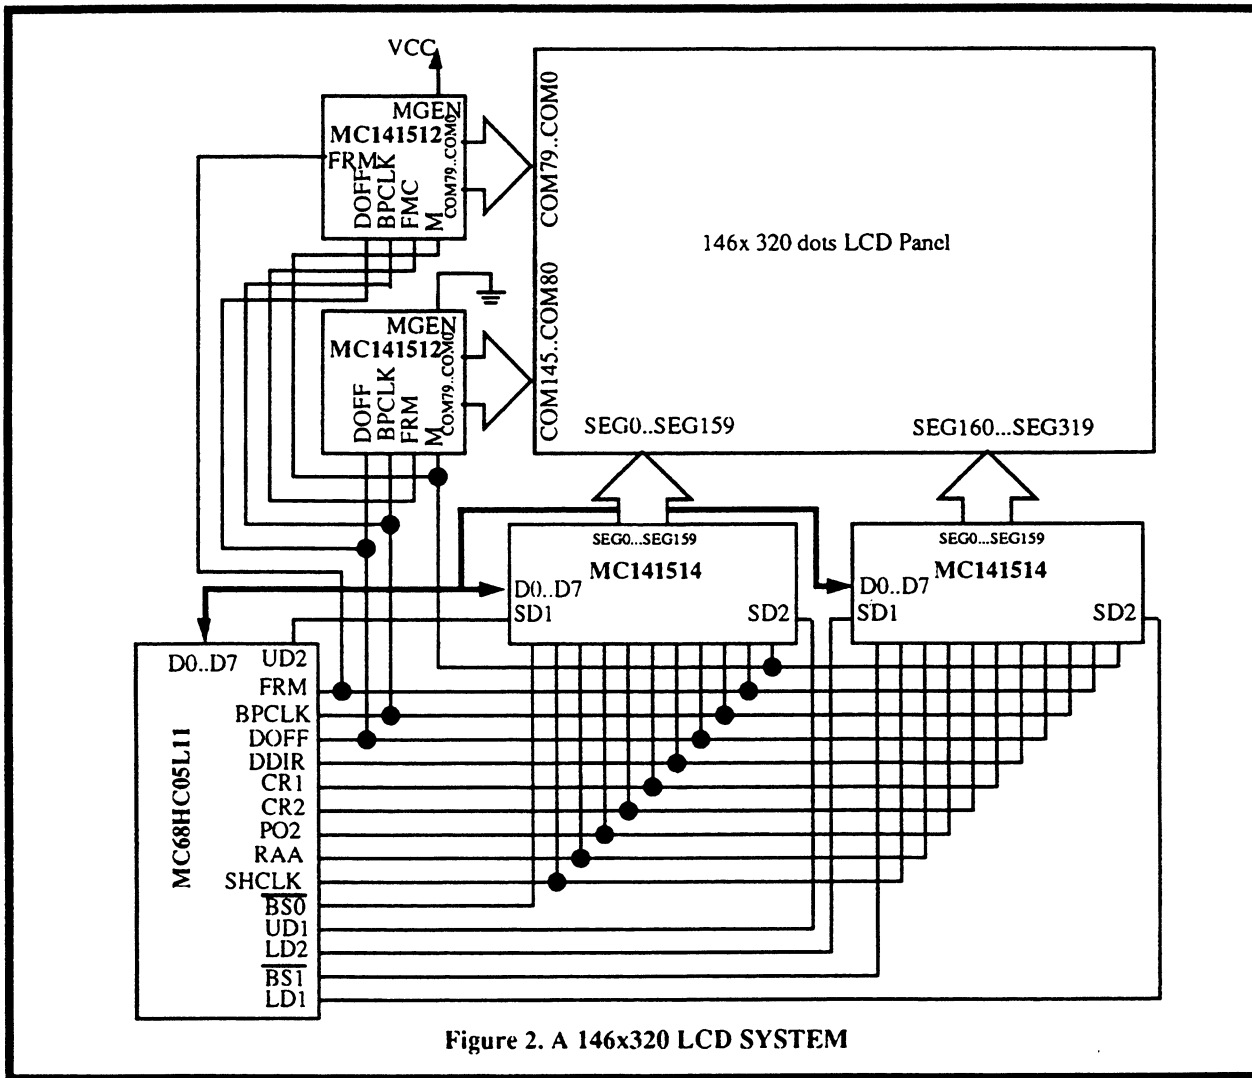 VCC
MGEN
MC141512
FRM
DOFF
BPCLK
FMC
M
COM79..COM0
COM79..COM0
146x 320 dots LCD Panel
MGEN
MC141512
DOFF
BPCLK
FRM
M
COM79..COM0
COM145..COM80
SEG0..SEG159
SEG160...SEG319
SEG0...SEG159
MC141514
D0..D7
SD1
SD2
SEG0...SEG159
MC141514
D0..D7
SD1
SD2
MC68HC05L11
D0..D7
UD2
FRM
BPCLK
DOFF
DDIR
CR1
CR2
PO2
RAA
SHCLK
B̅S̅0̅
UD1
LD2
B̅S̅1̅
LD1
Figure 2. A 146x320 LCD SYSTEM